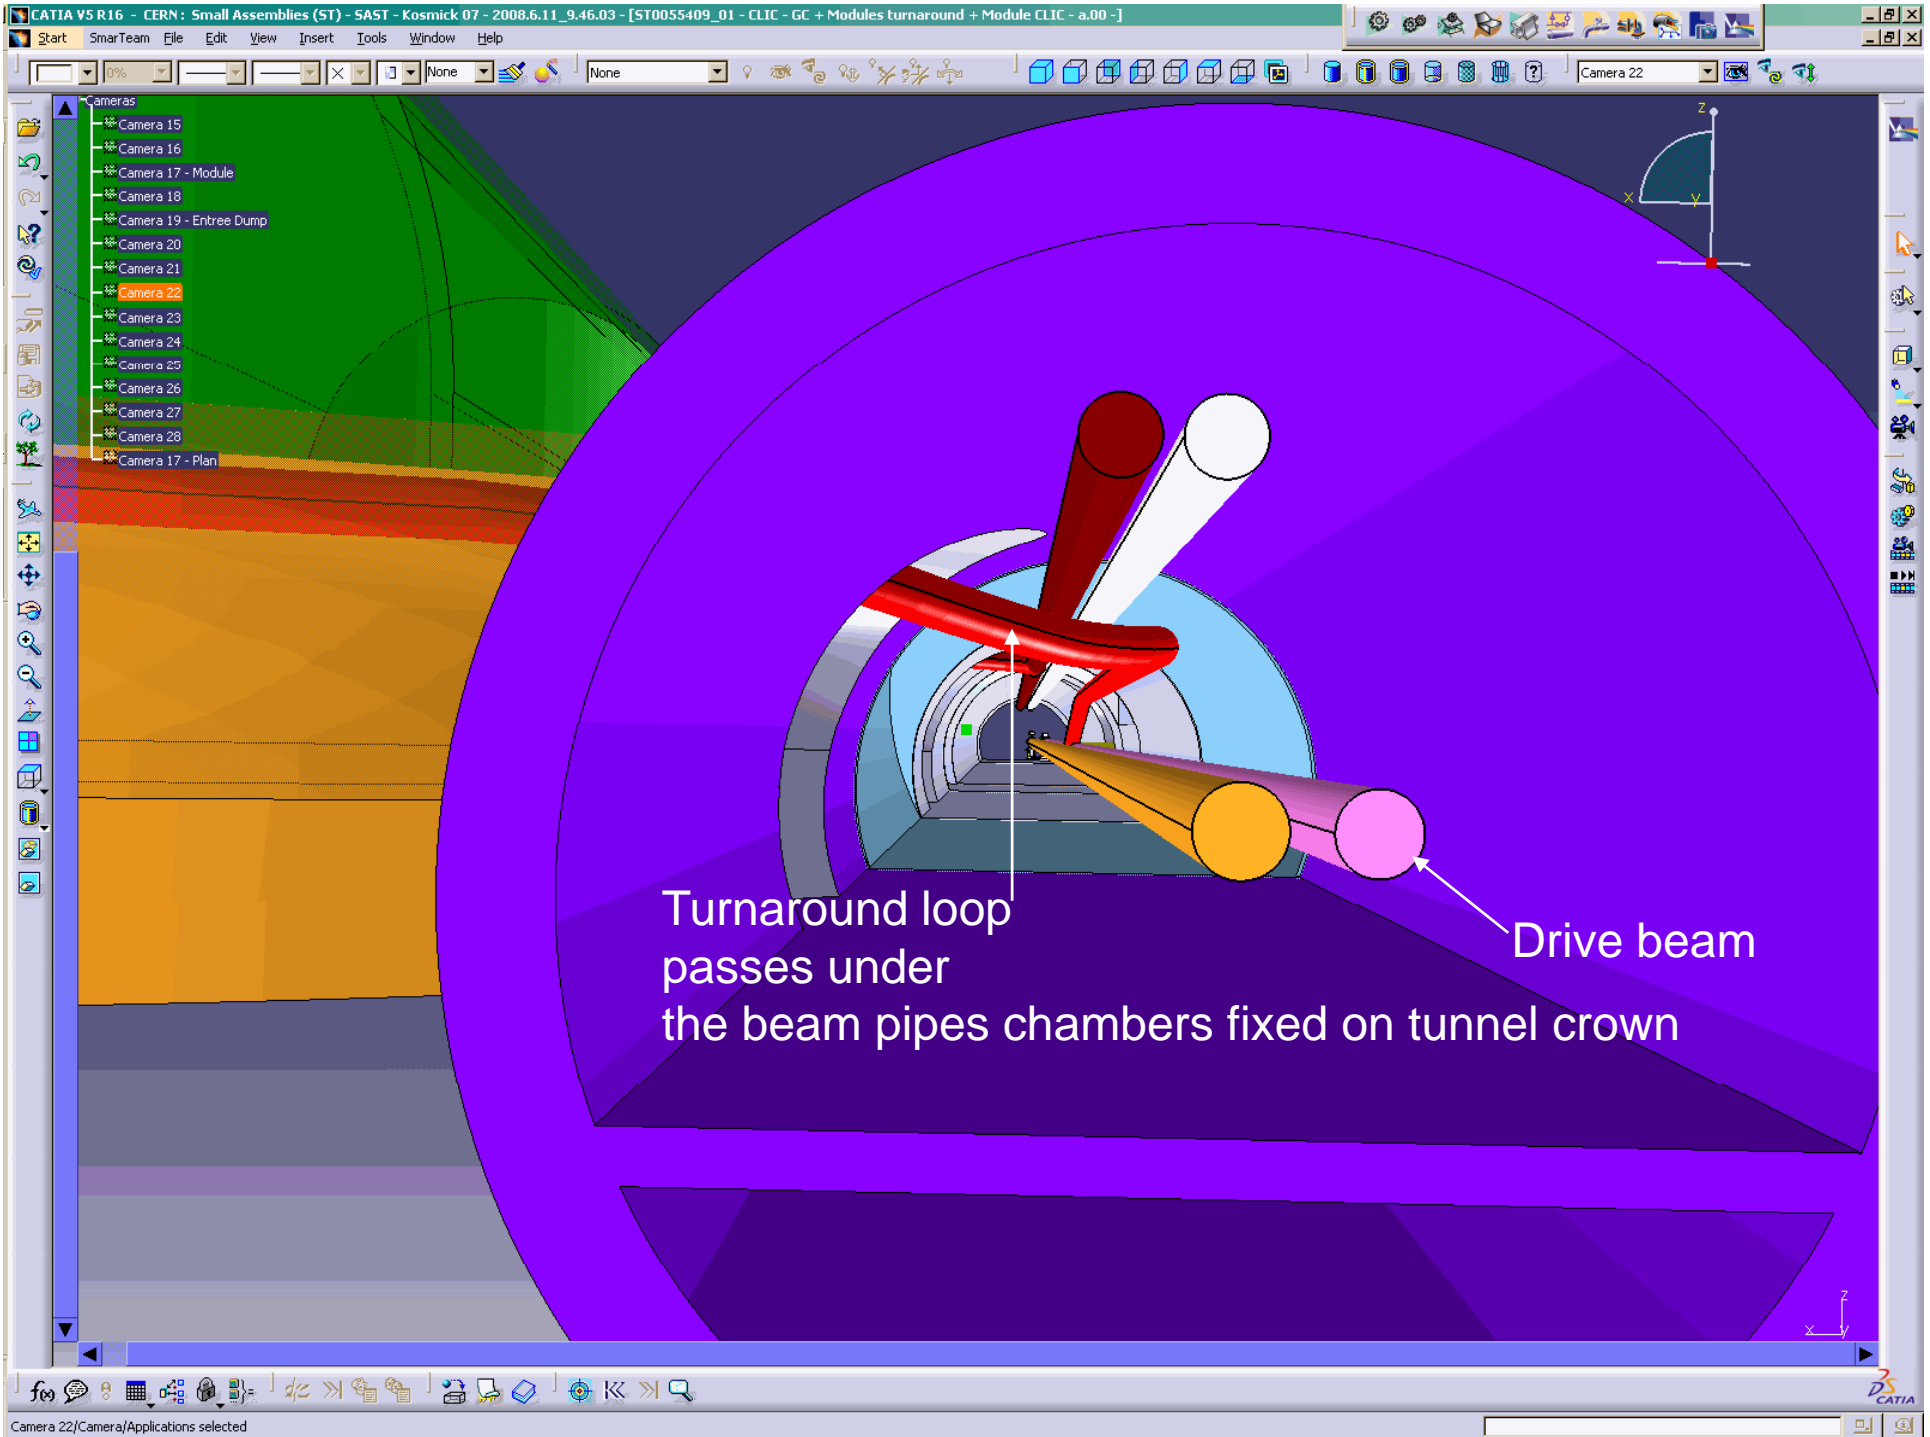 CATIA V5 R16 - CERN : Small Assemblies (ST) - SAST - Kosmick 07 - 2008.6.11_9.46.03 - [ST0055409_01 - CLIC - GC + Modules turnaround + Module CLIC - a.00 -]
Start SmarTeam File Edit View Insert Tools Window Help
0% None None Camera 22
Cameras
Camera 15
Camera 16
Camera 17 - Module
Camera 18
Camera 19 - Entree Dump
Camera 20
Camera 21
Camera 22
Camera 23
Camera 24
Camera 25
Camera 26
Camera 27
Camera 28
Camera 17 - Plan
z
x y
Turnaround loop
passes under
the beam pipes chambers fixed on tunnel crown
Drive beam
z
x y
f(x)
CATIA
Camera 22/Camera/Applications selected